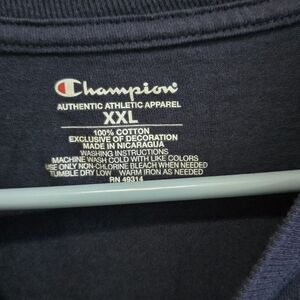 Champion®
AUTHENTIC ATHLETIC APPAREL
XXL
100% COTTON
EXCLUSIVE OF DECORATION
MADE IN NICARAGUA
WASHING INSTRUCTIONS
MACHINE WASH COLD WITH LIKE COLORS
USE ONLY NON-CHLORINE BLEACH WHEN NEEDED
TUMBLE DRY LOW WARM IRON AS NEEDED
RN 49314